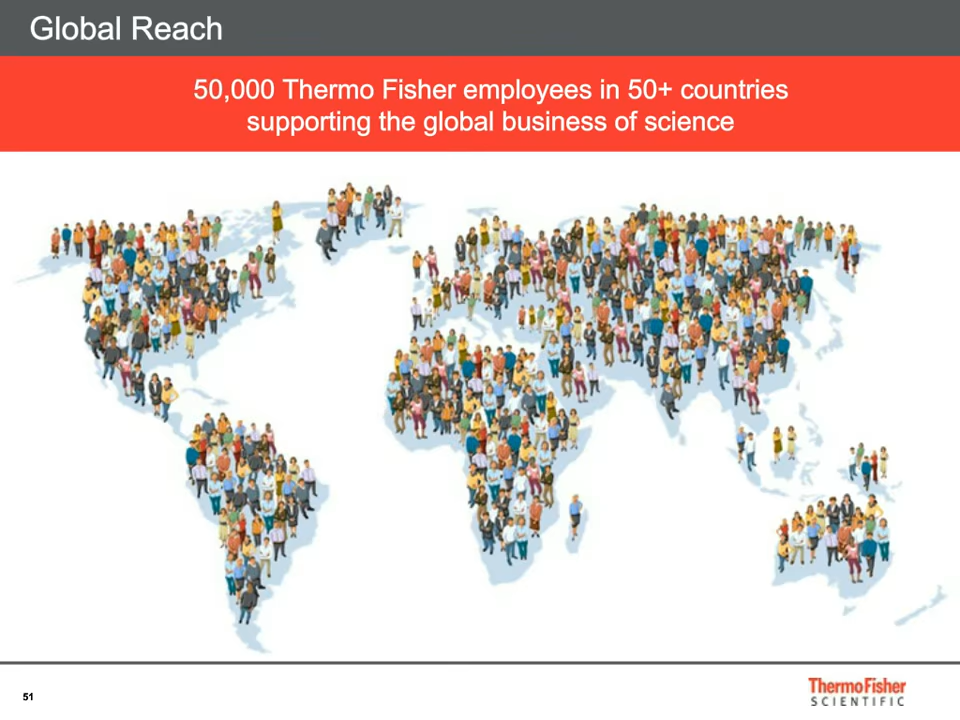 Global Reach
50,000 Thermo Fisher employees in 50+ countries
supporting the global business of science
51
ThermoFisher
SCIENTIFIC